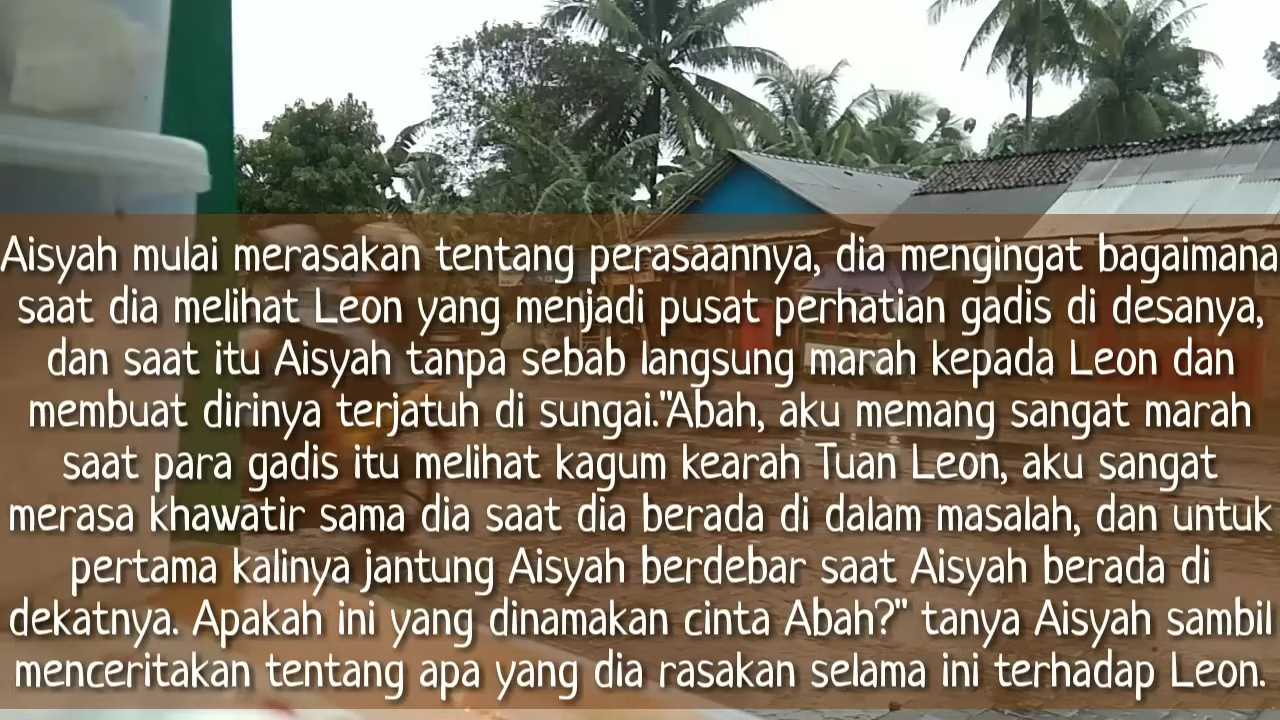 Aisyah mulai merasakan tentang perasaannya, dia mengingat bagaimana
saat dia melihat Leon yang menjadi pusat perhatian gadis di desanya,
dan saat itu Aisyah tanpa sebab langsung marah kepada Leon dan
membuat dirinya terjatuh di sungai."Abah, aku memang sangat marah
saat para gadis itu melihat kagum kearah Tuan Leon, aku sangat
merasa khawatir sama dia saat dia berada di dalam masalah, dan untuk
pertama kalinya jantung Aisyah berdebar saat Aisyah berada di
dekatnya. Apakah ini yang dinamakan cinta Abah?" tanya Aisyah sambil
menceritakan tentang apa yang dia rasakan selama ini terhadap Leon.